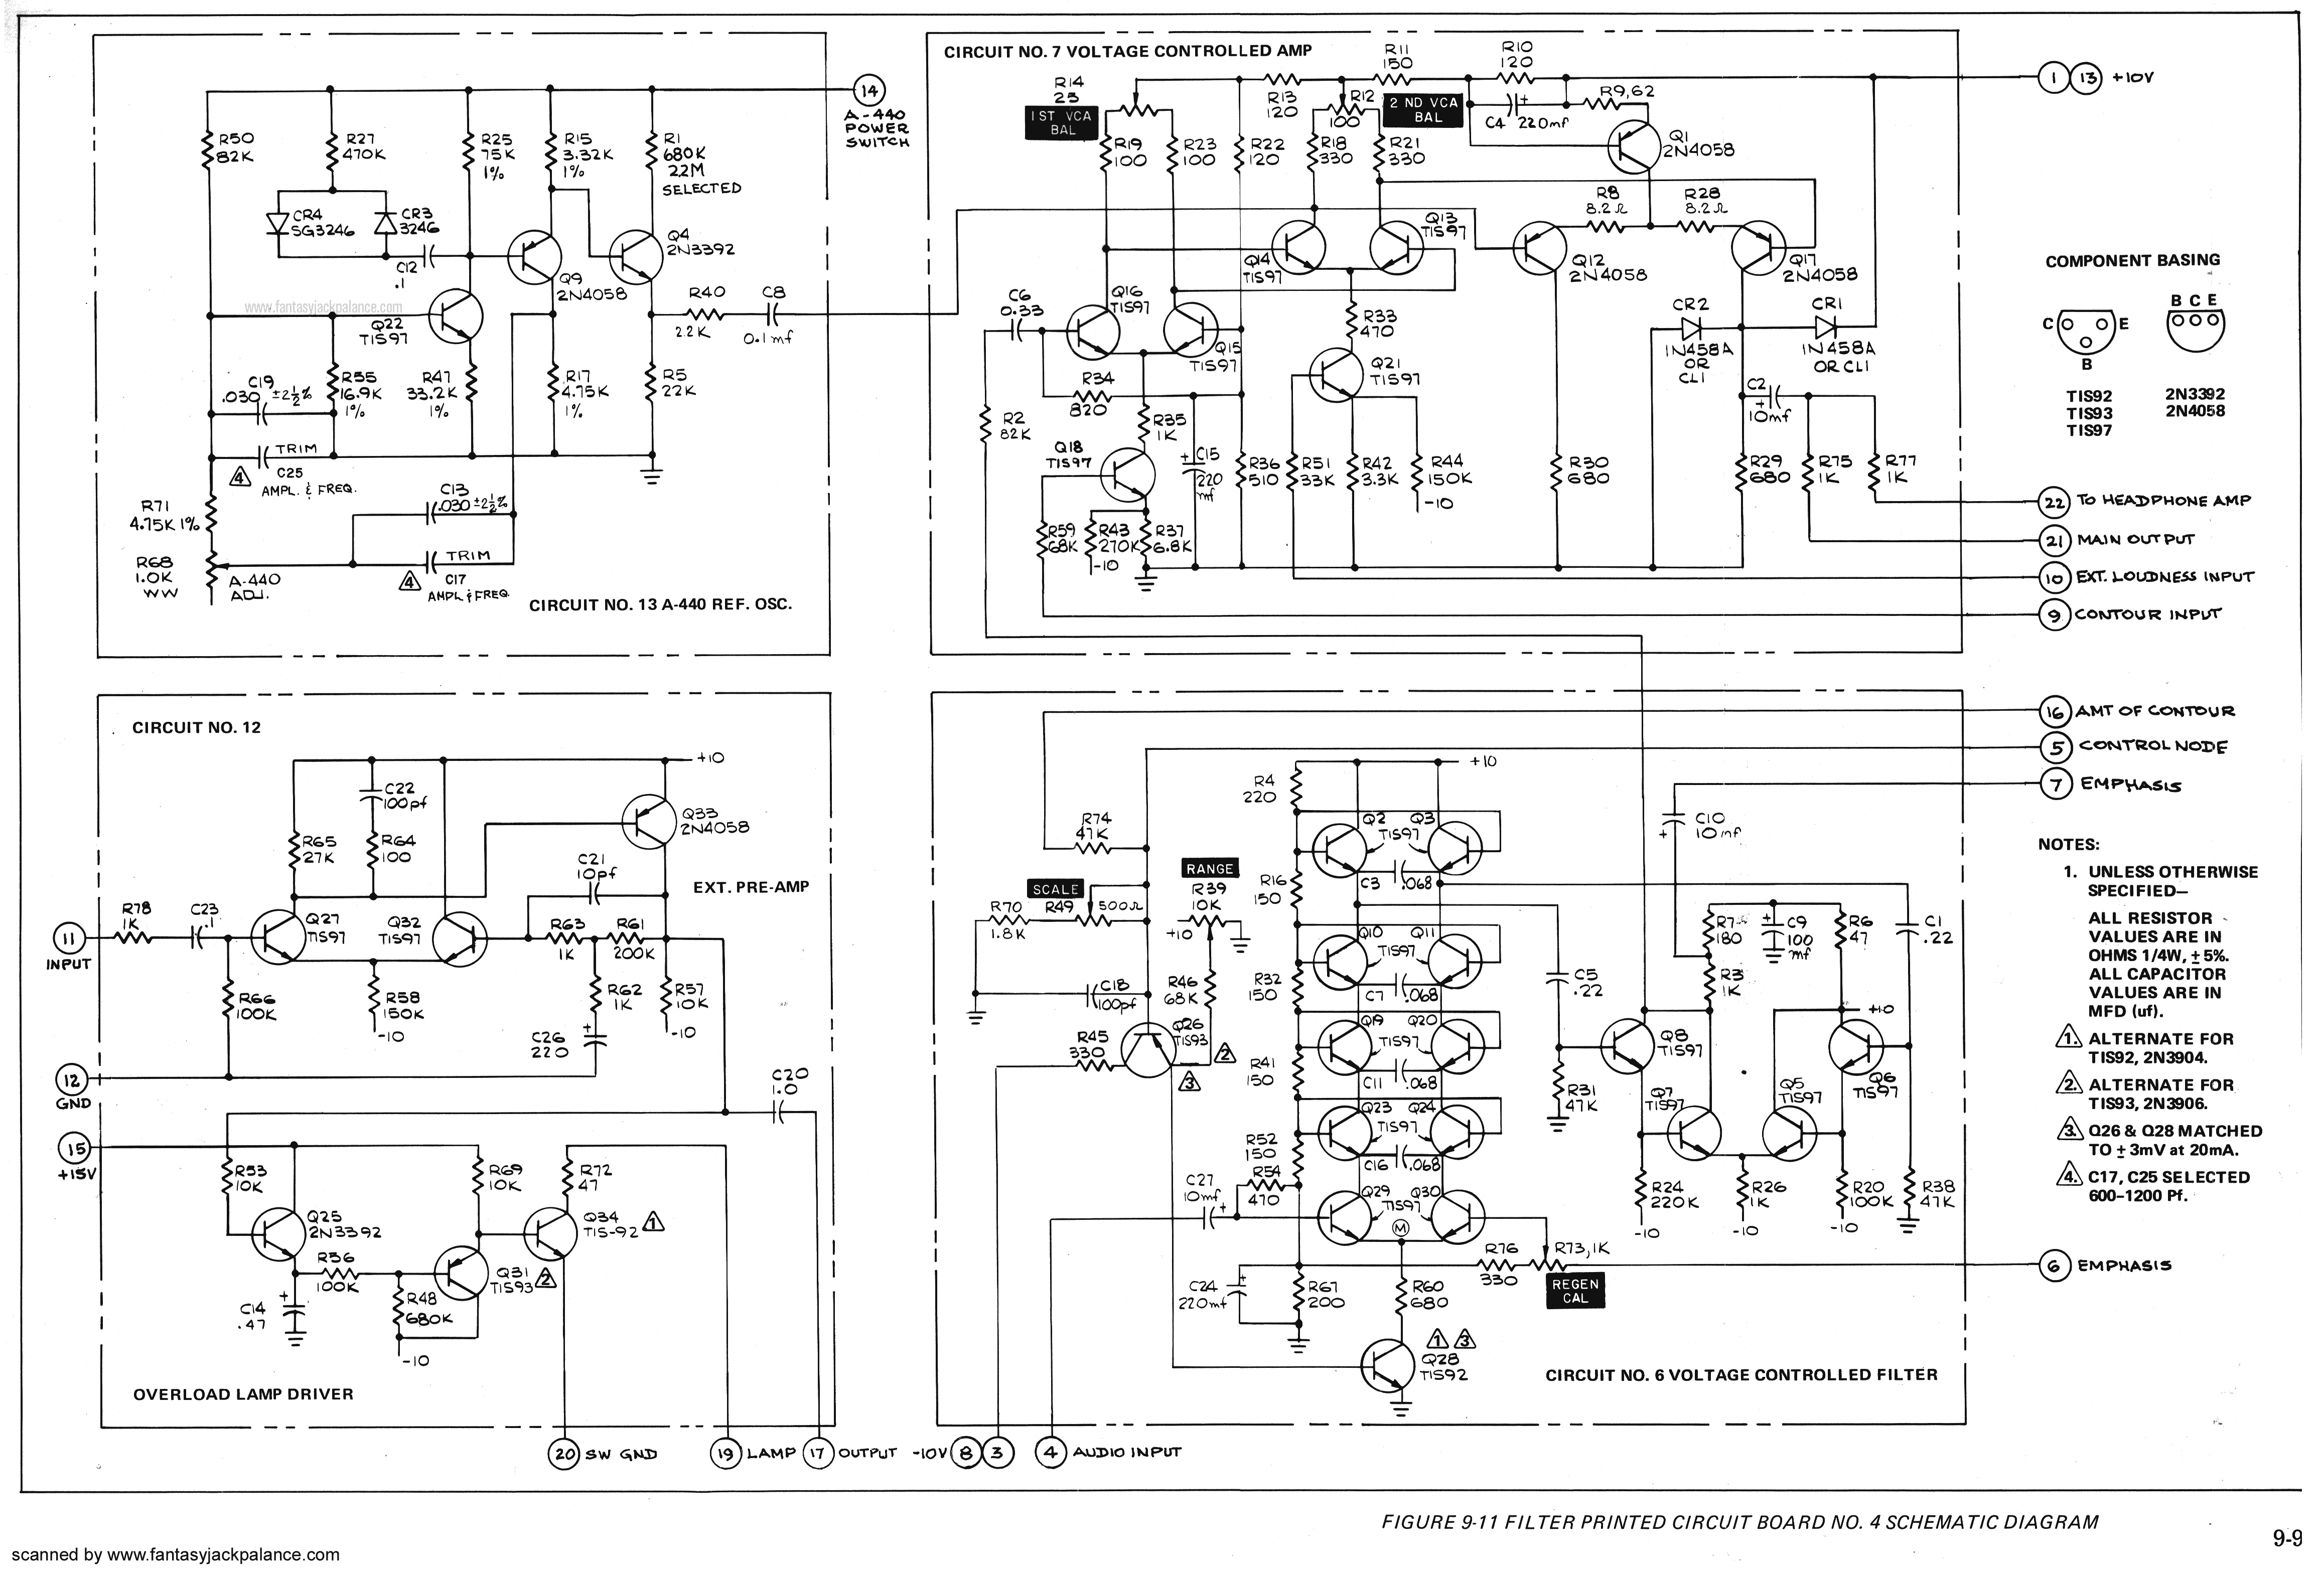 CIRCUIT NO. 7 VOLTAGE CONTROLLED AMP
14
A-440
POWER
SWITCH
R50
82K
R27
470K
R25
75K
1%
R15
3.32K
1%
R1
680K
2.2M
SELECTED
CR4
SG3246
CR3
3246
C12
.1
Q9
2N4058
Q4
2N3392
www.fantasyjackpalance.com
Q22
TIS97
R40
2.2K
C8
0.1mf
C19
.030 ±2½%
R55
16.9K
1%
R47
33.2K
1%
R17
4.75K
1%
R5
22K
TRIM
4
C25
AMPL. & FREQ.
R71
4.75K 1%
C13
.030 ±2½%
R68
1.0K
WW
A-440
ADJ.
4
TRIM
C17
AMPL & FREQ.
CIRCUIT NO. 13 A-440 REF. OSC.
R14
25
1ST VCA
BAL
R13
120
R12
100
2 ND VCA
BAL
R11
150
R10
120
C4 + 220mf
R9,62
Q1
2N4058
R19
100
R23
100
R22
120
R18
330
R21
330
R8
8.2Ω
R28
8.2Ω
Q14
TIS97
Q13
TIS97
Q12
2N4058
Q17
2N4058
C6
0.33
Q16
TIS97
Q15
TIS97
R33
470
Q21
TIS97
CR2
1N458A
OR
CL1
CR1
1N458A
OR CL1
R34
820
R2
82K
R35
1K
Q18
TIS97
+ C15
220
mf
R36
510
R51
33K
R42
3.3K
R44
150K
-10
R30
680
C2
+
10mf
R29
680
R75
1K
R77
1K
R59
68K
R43
270K
-10
R37
6.8K
1 13 +10V
COMPONENT BASING
C E
B
B C E
TIS92
TIS93
TIS97
2N3392
2N4058
22 TO HEADPHONE AMP
21 MAIN OUTPUT
10 EXT. LOUDNESS INPUT
9 CONTOUR INPUT
16 AMT OF CONTOUR
5 CONTROL NODE
7 EMPHASIS
CIRCUIT NO. 12
+10
C22
100pf
Q33
2N4058
R65
27K
R64
100
C21
10pf
EXT. PRE-AMP
11
INPUT
R78
1K
C23
.1
Q27
TIS97
Q32
TIS97
R63
1K
R61
200K
R66
100K
R58
150K
-10
R62
1K
R57
10K
-10
C26
220
+
12
GND
C20
1.0
15
+15V
R53
10K
R69
10K
R72
47
Q25
2N3392
Q34
TIS-92
1
R56
100K
Q31
TIS93
2
+
C14
.47
R48
680K
-10
OVERLOAD LAMP DRIVER
20 SW GND
19 LAMP
17 OUTPUT
-10V 8 3
4 AUDIO INPUT
R4
220
+10
R74
47K
SCALE
R70
1.8K
R49
500Ω
RANGE
R39
10K
+10
R46
68K
C18
100pf
R45
330
Q26
TIS93
2
3
Q2
Q3
TIS97
C3
.068
R16
150
Q10
Q11
TIS97
C7
.068
R32
150
Q19
Q20
TIS97
C11
.068
R41
150
Q23
Q24
TIS97
C16
.068
R52
150
R54
470
C27
10mf
+
Q29
Q30
TIS97
M
C24
220mf
+
R67
200
R60
680
R76
330
R73,1K
REGEN
CAL
1 3
Q28
TIS92
C10
10mf
+
C5
.22
R31
47K
R7
180
+
C9
100
mf
R6
47
C1
.22
R3
1K
+10
Q8
TIS97
Q7
TIS97
Q5
TIS97
Q6
TIS97
R24
220K
-10
R26
1K
-10
R20
100K
-10
R38
47K
6 EMPHASIS
CIRCUIT NO. 6 VOLTAGE CONTROLLED FILTER
NOTES:
1. UNLESS OTHERWISE
SPECIFIED—
ALL RESISTOR
VALUES ARE IN
OHMS 1/4W, ± 5%.
ALL CAPACITOR
VALUES ARE IN
MFD (uf).
1. ALTERNATE FOR
TIS92, 2N3904.
2. ALTERNATE FOR
TIS93, 2N3906.
3. Q26 & Q28 MATCHED
TO ± 3mV at 20mA.
4. C17, C25 SELECTED
600-1200 Pf.
FIGURE 9-11 FILTER PRINTED CIRCUIT BOARD NO. 4 SCHEMATIC DIAGRAM
9-9
scanned by www.fantasyjackpalance.com